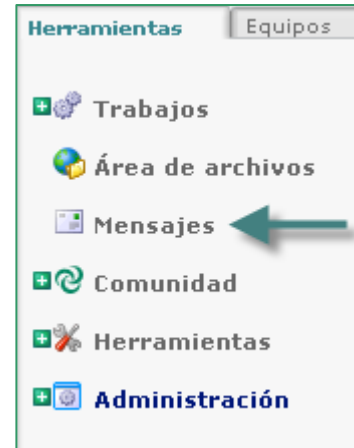 Herramientas Equipos
Trabajos
Área de archivos
Mensajes
Comunidad
Herramientas
Administración